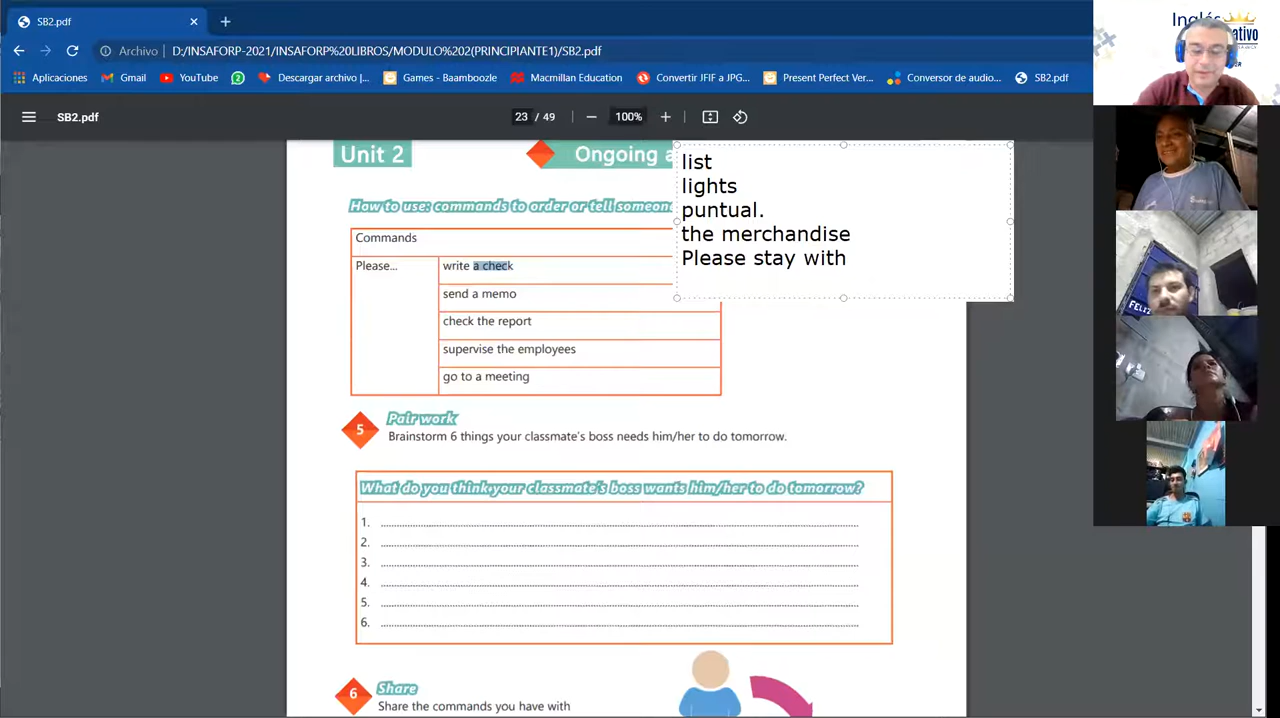 SB2.pdf
Archivo
D:/INSAFORP-2021/INSAFORP%20LIBROS/MODULO%202(PRINCIPIANTE1)/SB2.pdf
Aplicaciones
Gmail
YouTube
Descargar archivo |...
Games - Baamboozle
Macmillan Education
Convertir JFIF a JPG...
Present Perfect Ver...
Conversor de audio...
SB2.pdf
SB2.pdf
23 / 49
100%
Unit 2
Ongoing a
list
lights
puntual.
the merchandise
Please stay with
How to use: commands to order or tell someone
Commands
Please...
write a check
send a memo
check the report
supervise the employees
go to a meeting
5
Pair work
Brainstorm 6 things your classmate's boss needs him/her to do tomorrow.
What do you think your classmate's boss wants him/her to do tomorrow?
1.
2.
3.
4.
5.
6.
6
Share
Share the commands you have with
Inglés
FELIZ